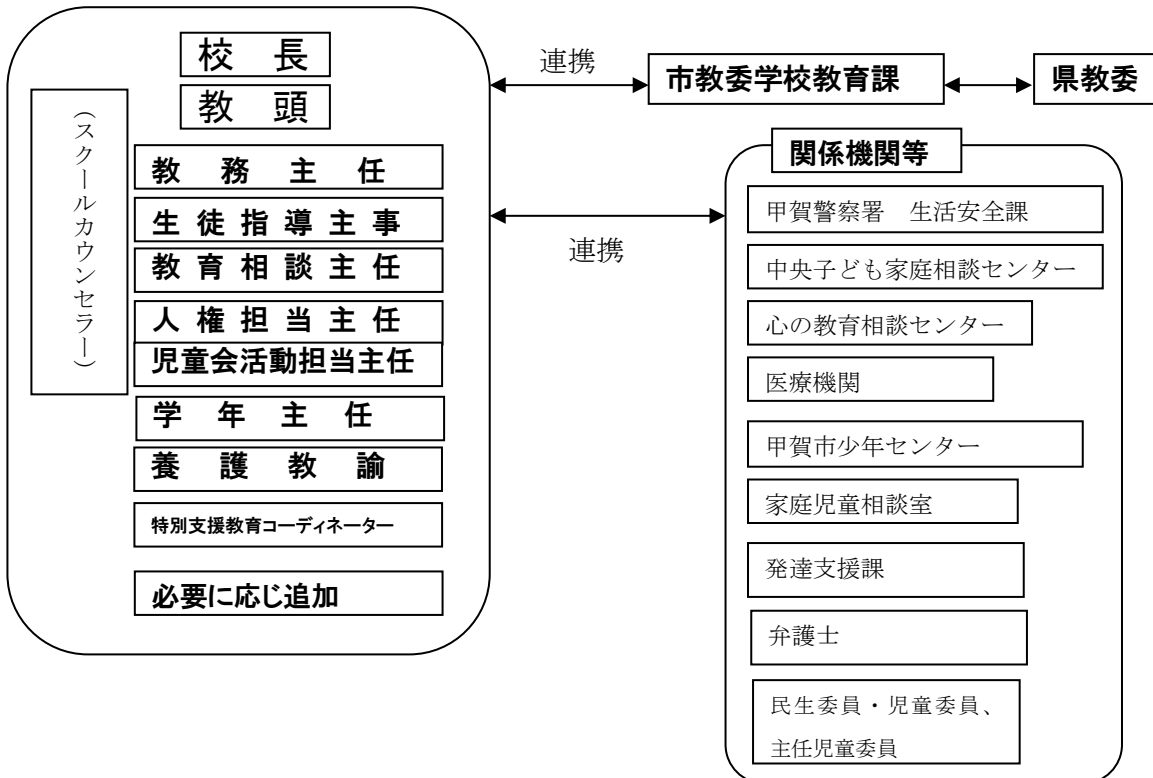 校　長
教　頭
（スクールカウンセラー）
教　務　主　任
生 徒 指 導 主 事
教 育 相 談 主 任
人 権 担 当 主 任
児童会活動担当主任
学　年　主　任
養　護　教　諭
特別支援教育コーディネーター
必要に応じ追加
連携
市教委学校教育課
県教委
連携
関係機関等
甲賀警察署　生活安全課
中央子ども家庭相談センター
心の教育相談センター
医療機関
甲賀市少年センター
家庭児童相談室
発達支援課
弁護士
民生委員・児童委員、
主任児童委員